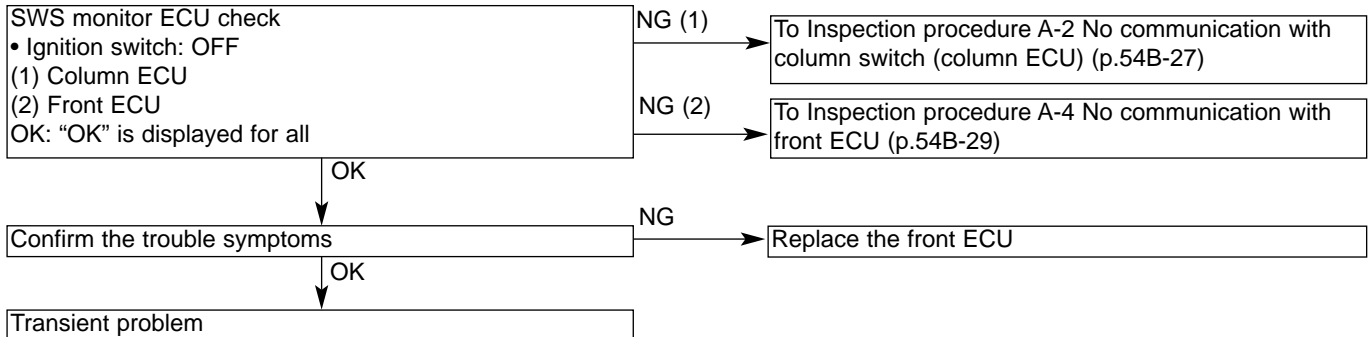 SWS monitor ECU check
• Ignition switch: OFF
(1) Column ECU
(2) Front ECU
OK: “OK” is displayed for all
NG (1)
To Inspection procedure A-2 No communication with
column switch (column ECU) (p.54B-27)
NG (2)
To Inspection procedure A-4 No communication with
front ECU (p.54B-29)
OK
Confirm the trouble symptoms
NG
Replace the front ECU
OK
Transient problem